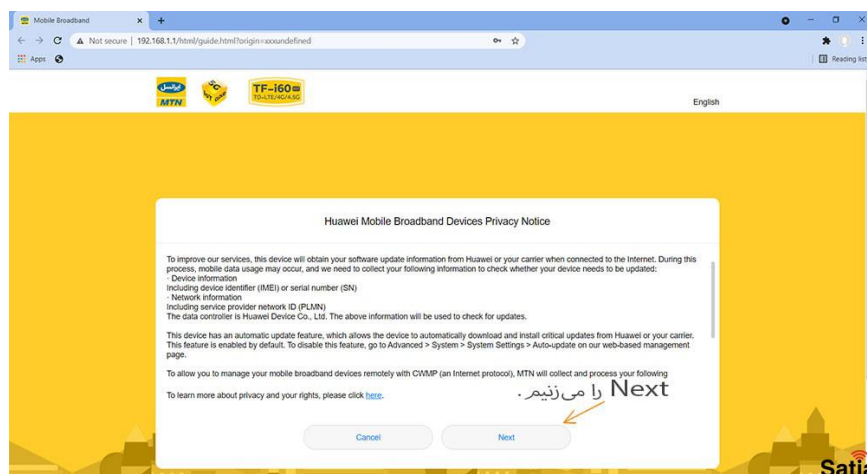 Mobile Broadband
Not secure | 192.168.1.1/html/guide.html?origin=xxxundefined
Apps
Reading list
ایرانسل
MTN
TF-i60
TD-LTE/4G/4.5G
English
Huawei Mobile Broadband Devices Privacy Notice
To improve our services, this device will obtain your software update information from Huawei or your carrier when connected to the Internet. During this
process, mobile data usage may occur, and we need to collect your following information to check whether your device needs to be updated:
- Device information
Including device identifier (IMEI) or serial number (SN)
- Network information
Including service provider network ID (PLMN)
The data controller is Huawei Device Co., Ltd. The above information will be used to check for updates.
This device has an automatic update feature, which allows the device to automatically download and install critical updates from Huawei or your carrier.
This feature is enabled by default. To disable this feature, go to Advanced > System > System Settings > Auto-update on our web-based management
page.
To allow you to manage your mobile broadband devices remotely with CWMP (an Internet protocol), MTN will collect and process your following
To learn more about privacy and your rights, please click here.
Next را می‌زنیم .
Cancel
Next